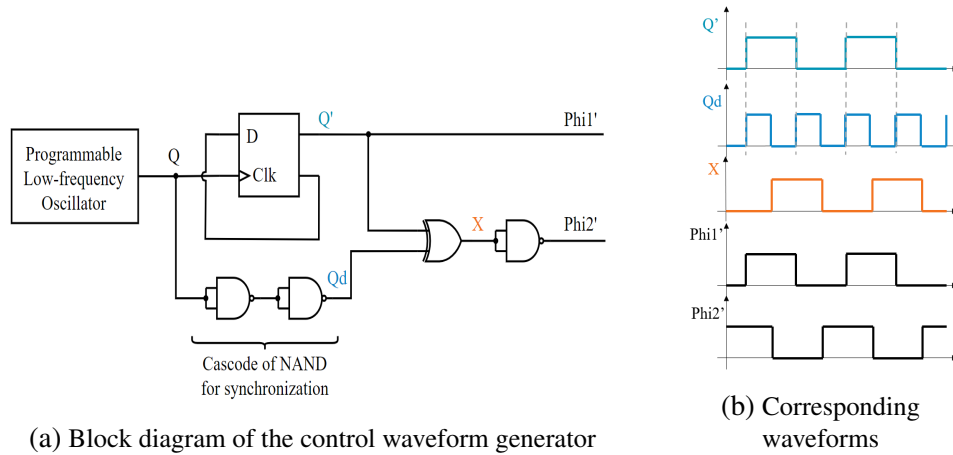 Programmable
Low-frequency
Oscillator
Q
D
Clk
Q'
Phi1'
X
Phi2'
Qd
Cascode of NAND
for synchronization
(a) Block diagram of the control waveform generator
Q’
Qd
X
Phi1’
Phi2’
(b) Corresponding
waveforms